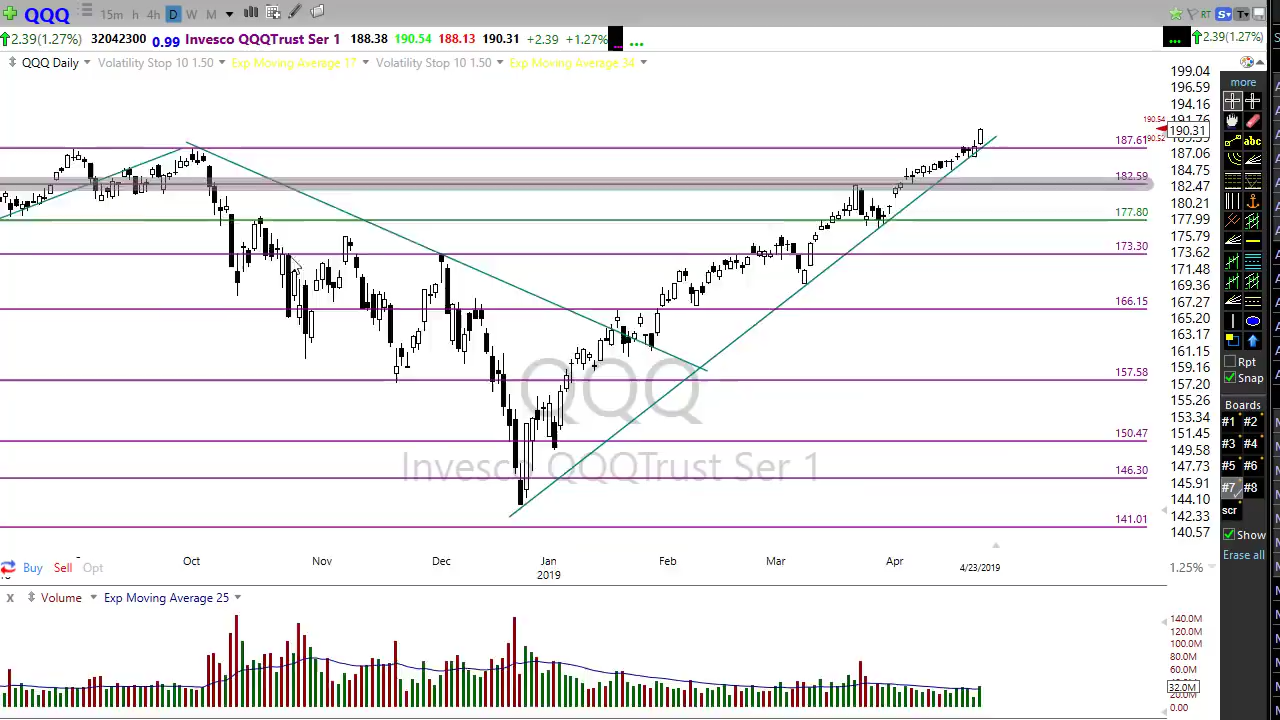 QQQ 15m h 4h D W M RT S T
2.39(1.27%) 32042300 0.99 Invesco QQQTrust Ser 1 188.38 190.54 188.13 190.31 +2.39 +1.27% ... ... 2.39(1.27%)
QQQ Daily Volatility Stop 10 1.50 Exp Moving Average 17 Volatility Stop 10 1.50 Exp Moving Average 34
199.04
196.59
194.16
190.54
190.31
190.52
187.61
187.06
184.75
182.59
182.47
180.21
177.80
177.99
175.79
173.30
173.62
171.48
169.36
167.27
166.15
165.20
163.17
161.15
159.16
157.58
157.20
155.26
153.34
150.47
151.45
149.58
147.73
146.30
145.91
144.10
142.33
141.01
140.57
QQQ
Invesco QQQTrust Ser 1
more
abc
Rpt
Snap
Boards
#1 #2
#3 #4
#5 #6
#7 #8
scr
Show
Erase all
Oct Nov Dec Jan Feb Mar Apr
2019 4/23/2019
Buy Sell Opt
1.25%
x Volume Exp Moving Average 25
140.0M
120.0M
100.0M
80.0M
60.0M
32.0M
0.00